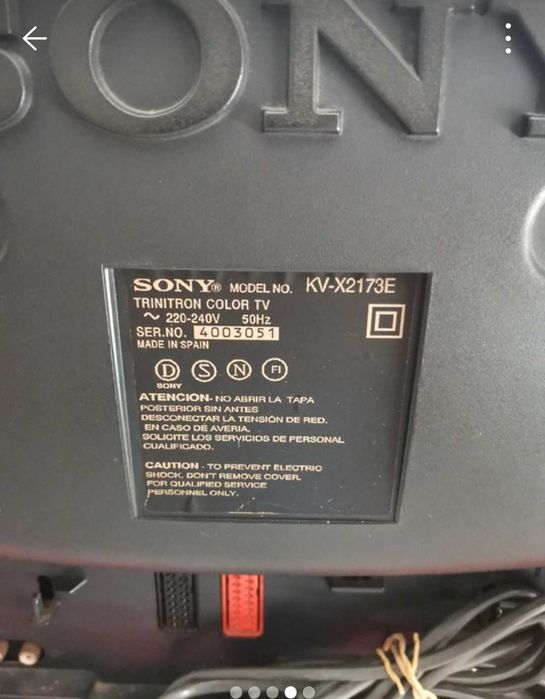 SONY
SONY® MODEL NO. KV-X2173E
TRINITRON COLOR TV
~ 220-240V 50Hz
SER.NO. 4003051
MADE IN SPAIN
D S N FI
SONY
ATENCION- NO ABRIR LA TAPA
POSTERIOR SIN ANTES
DESCONECTAR LA TENSIÓN DE RED.
EN CASO DE AVERIA,
SOLICITE LOS SERVICIOS DE PERSONAL
CUALIFICADO.
CAUTION - TO PREVENT ELECTRIC
SHOCK, DON'T REMOVE COVER.
FOR QUALIFIED SERVICE
PERSONNEL ONLY.